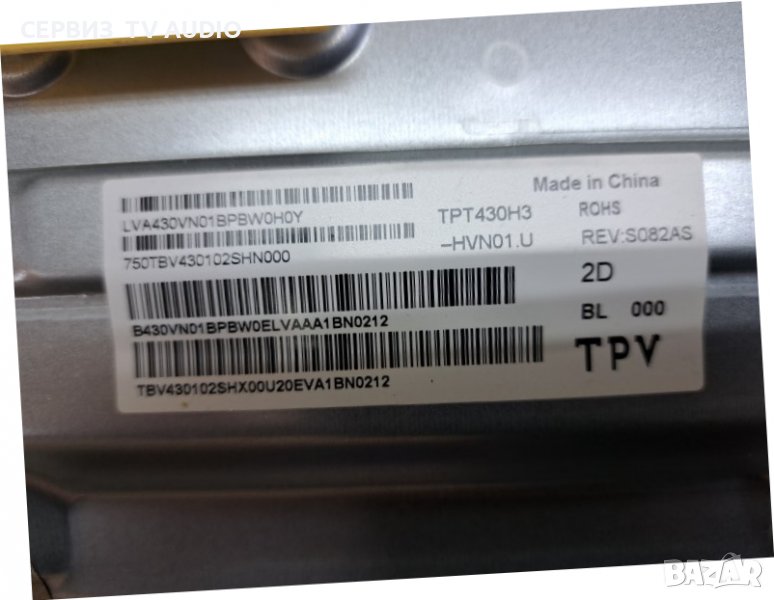 СЕРВИЗ TV AUDIO
Made in China
LVA430VN01BPBW0H0Y
TPT430H3
ROHS
750TBV430102SHN000
-HVN01.U
REV:S082AS
2D
B430VN01BPBW0ELVAAA1BN0212
BL 000
TBV430102SHX00U20EVA1BN0212
TPV
BAZAR